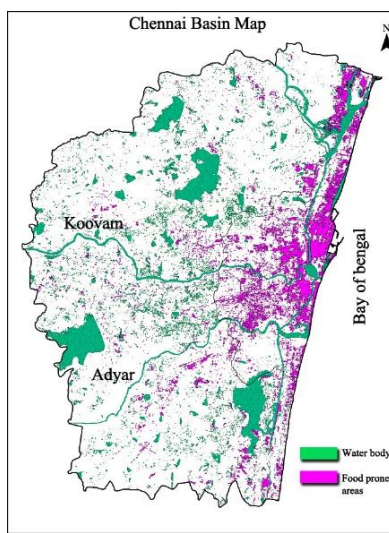 Chennai Basin Map
N
Koovam
Bay of bengal
Adyar
Water body
Food prone
areas